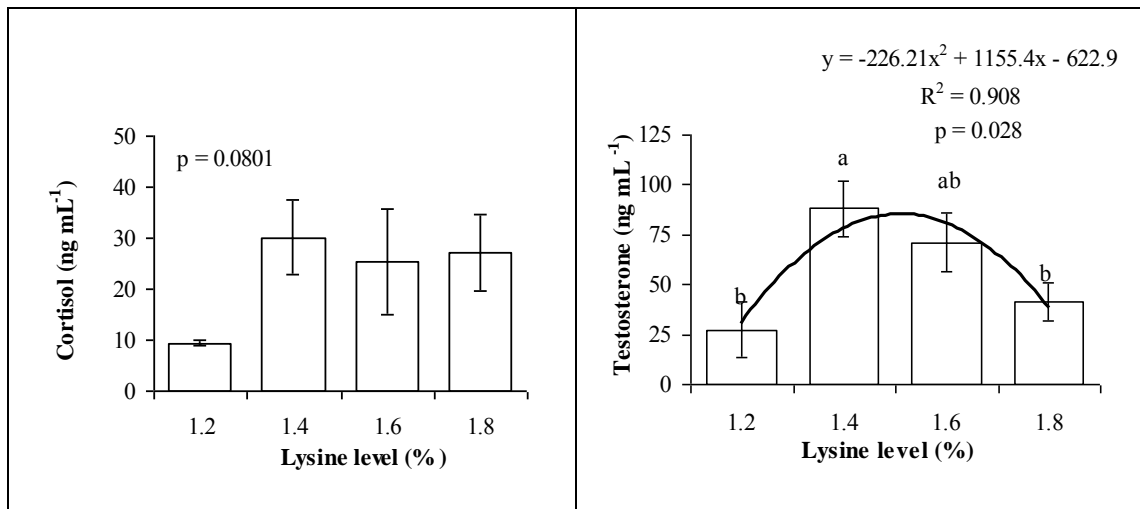 50
40
30
20
10
0
Cortisol (ng mL⁻¹)
p = 0.0801
1.2 1.4 1.6 1.8
Lysine level (%)
y = -226.21x² + 1155.4x - 622.9
R² = 0.908
p = 0.028
125
100
75
50
25
0
Testosterone (ng mL⁻¹)
a
ab
b
b
1.2 1.4 1.6 1.8
Lysine level (%)